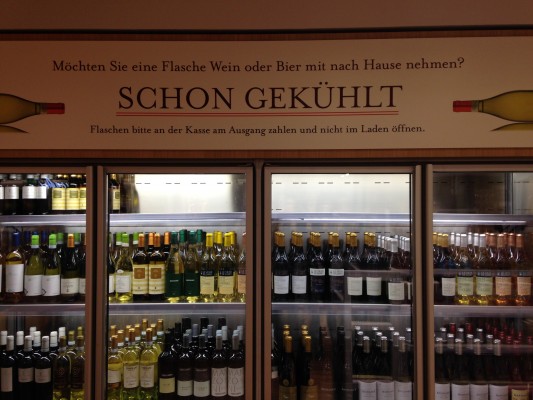 Möchten Sie eine Flasche Wein oder Bier mit nach Hause nehmen?
SCHON GEKÜHLT
Flaschen bitte an der Kasse am Ausgang zahlen und nicht im Laden öffnen.